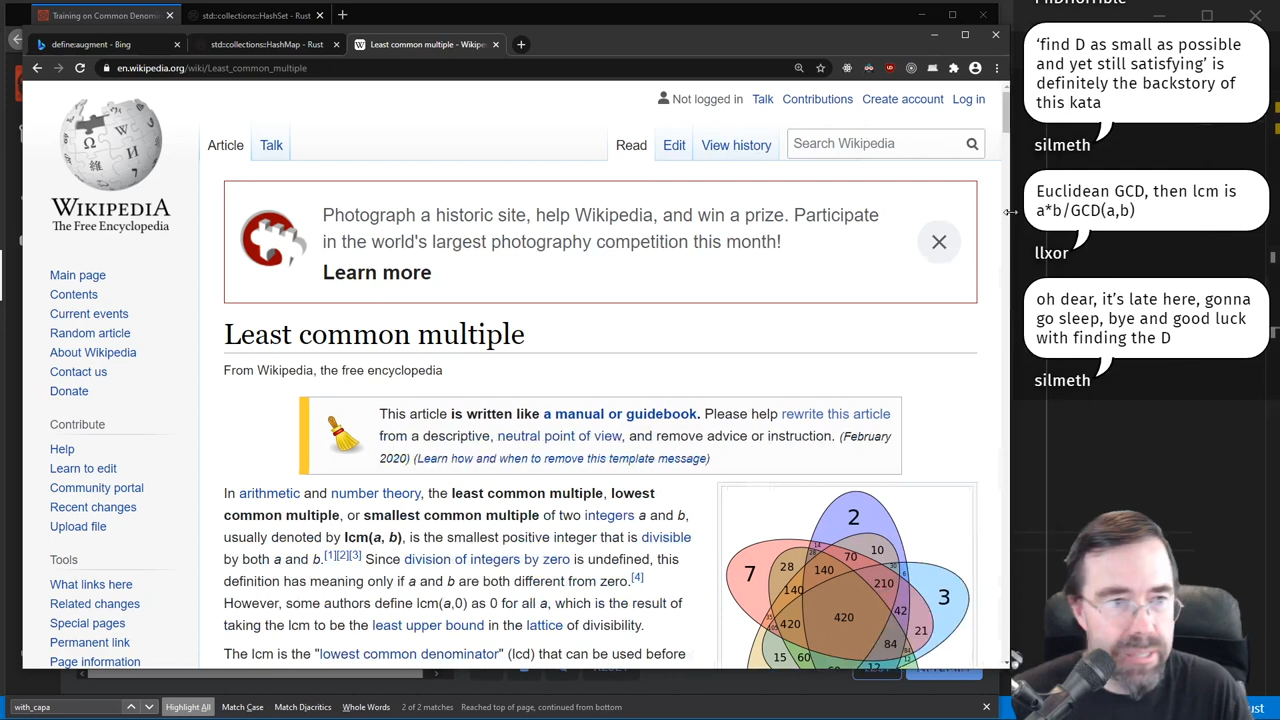 Training on Common Denomi
std::collections::HashSet - Rust
define:augment - Bing
std::collections::HashMap - Rust
Least common multiple - Wikipe
en.wikipedia.org/wiki/Least_common_multiple
Not logged in
Talk
Contributions
Create account
Log in
Article
Talk
Read
Edit
View history
Search Wikipedia
WIKIPEDIA
The Free Encyclopedia
Photograph a historic site, help Wikipedia, and win a prize. Participate
in the world's largest photography competition this month!
Learn more
Main page
Contents
Current events
Random article
About Wikipedia
Contact us
Donate
Contribute
Help
Learn to edit
Community portal
Recent changes
Upload file
Tools
What links here
Related changes
Special pages
Permanent link
Page information
Least common multiple
From Wikipedia, the free encyclopedia
This article is written like a manual or guidebook. Please help rewrite this article
from a descriptive, neutral point of view, and remove advice or instruction. (February
2020) (Learn how and when to remove this template message)
In arithmetic and number theory, the least common multiple, lowest
common multiple, or smallest common multiple of two integers a and b,
usually denoted by lcm(a, b), is the smallest positive integer that is divisible
by both a and b.[1][2][3] Since division of integers by zero is undefined, this
definition has meaning only if a and b are both different from zero.[4]
However, some authors define lcm(a,0) as 0 for all a, which is the result of
taking the lcm to be the least upper bound in the lattice of divisibility.
The lcm is the "lowest common denominator" (lcd) that can be used before
2
14
70
10
7
28
140
210
3
140
42
420
420
21
84
15
60
12
with_capa
Highlight All
Match Case
Match Diacritics
Whole Words
2 of 2 matches
Reached top of page, continued from bottom
‘find D as small as possible
and yet still satisfying’ is
definitely the backstory of
this kata
silmeth
Euclidean GCD, then lcm is
a*b/GCD(a,b)
llxor
oh dear, it’s late here, gonna
go sleep, bye and good luck
with finding the D
silmeth